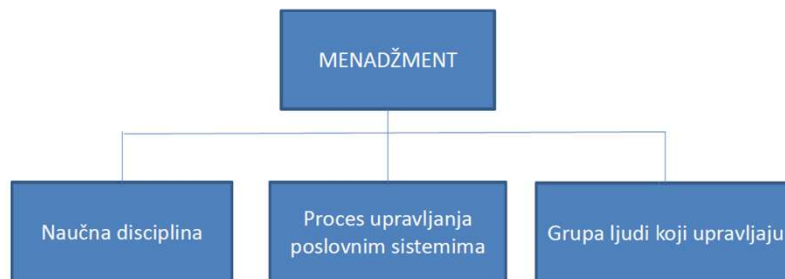 MENADŽMENT
Naučna disciplina
Proces upravljanja
poslovnim sistemima
Grupa ljudi koji upravljaju